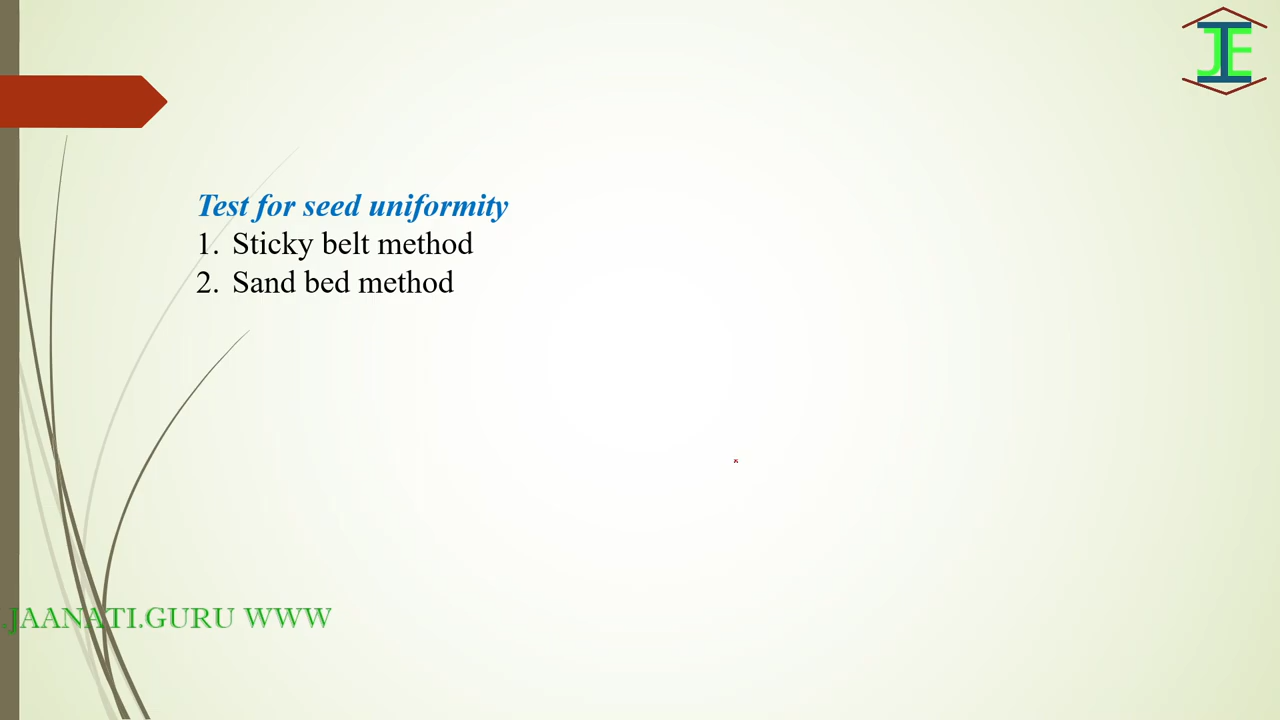 JE
Test for seed uniformity
1. Sticky belt method
2. Sand bed method
.JAANATI.GURU WWW